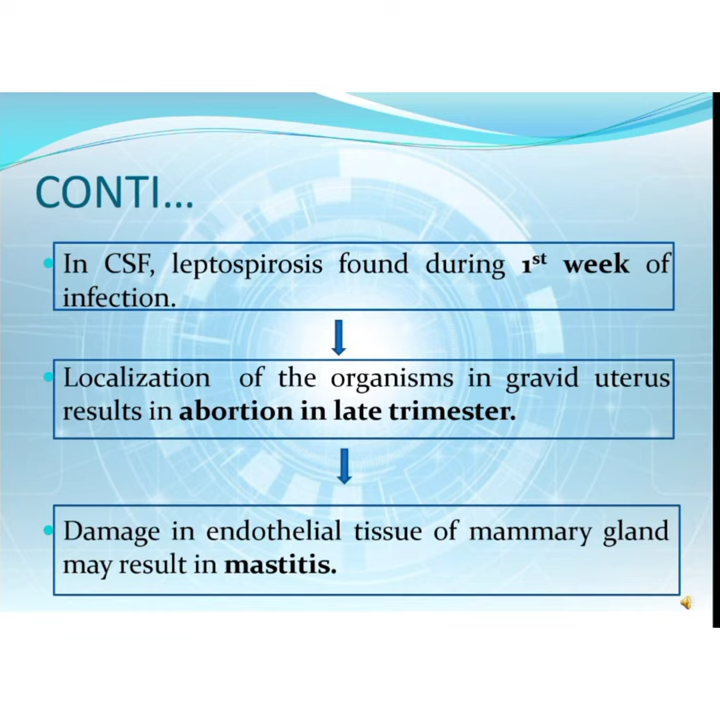 CONTI...
In CSF, leptospirosis found during 1st week of
infection.
Localization of the organisms in gravid uterus
results in abortion in late trimester.
Damage in endothelial tissue of mammary gland
may result in mastitis.